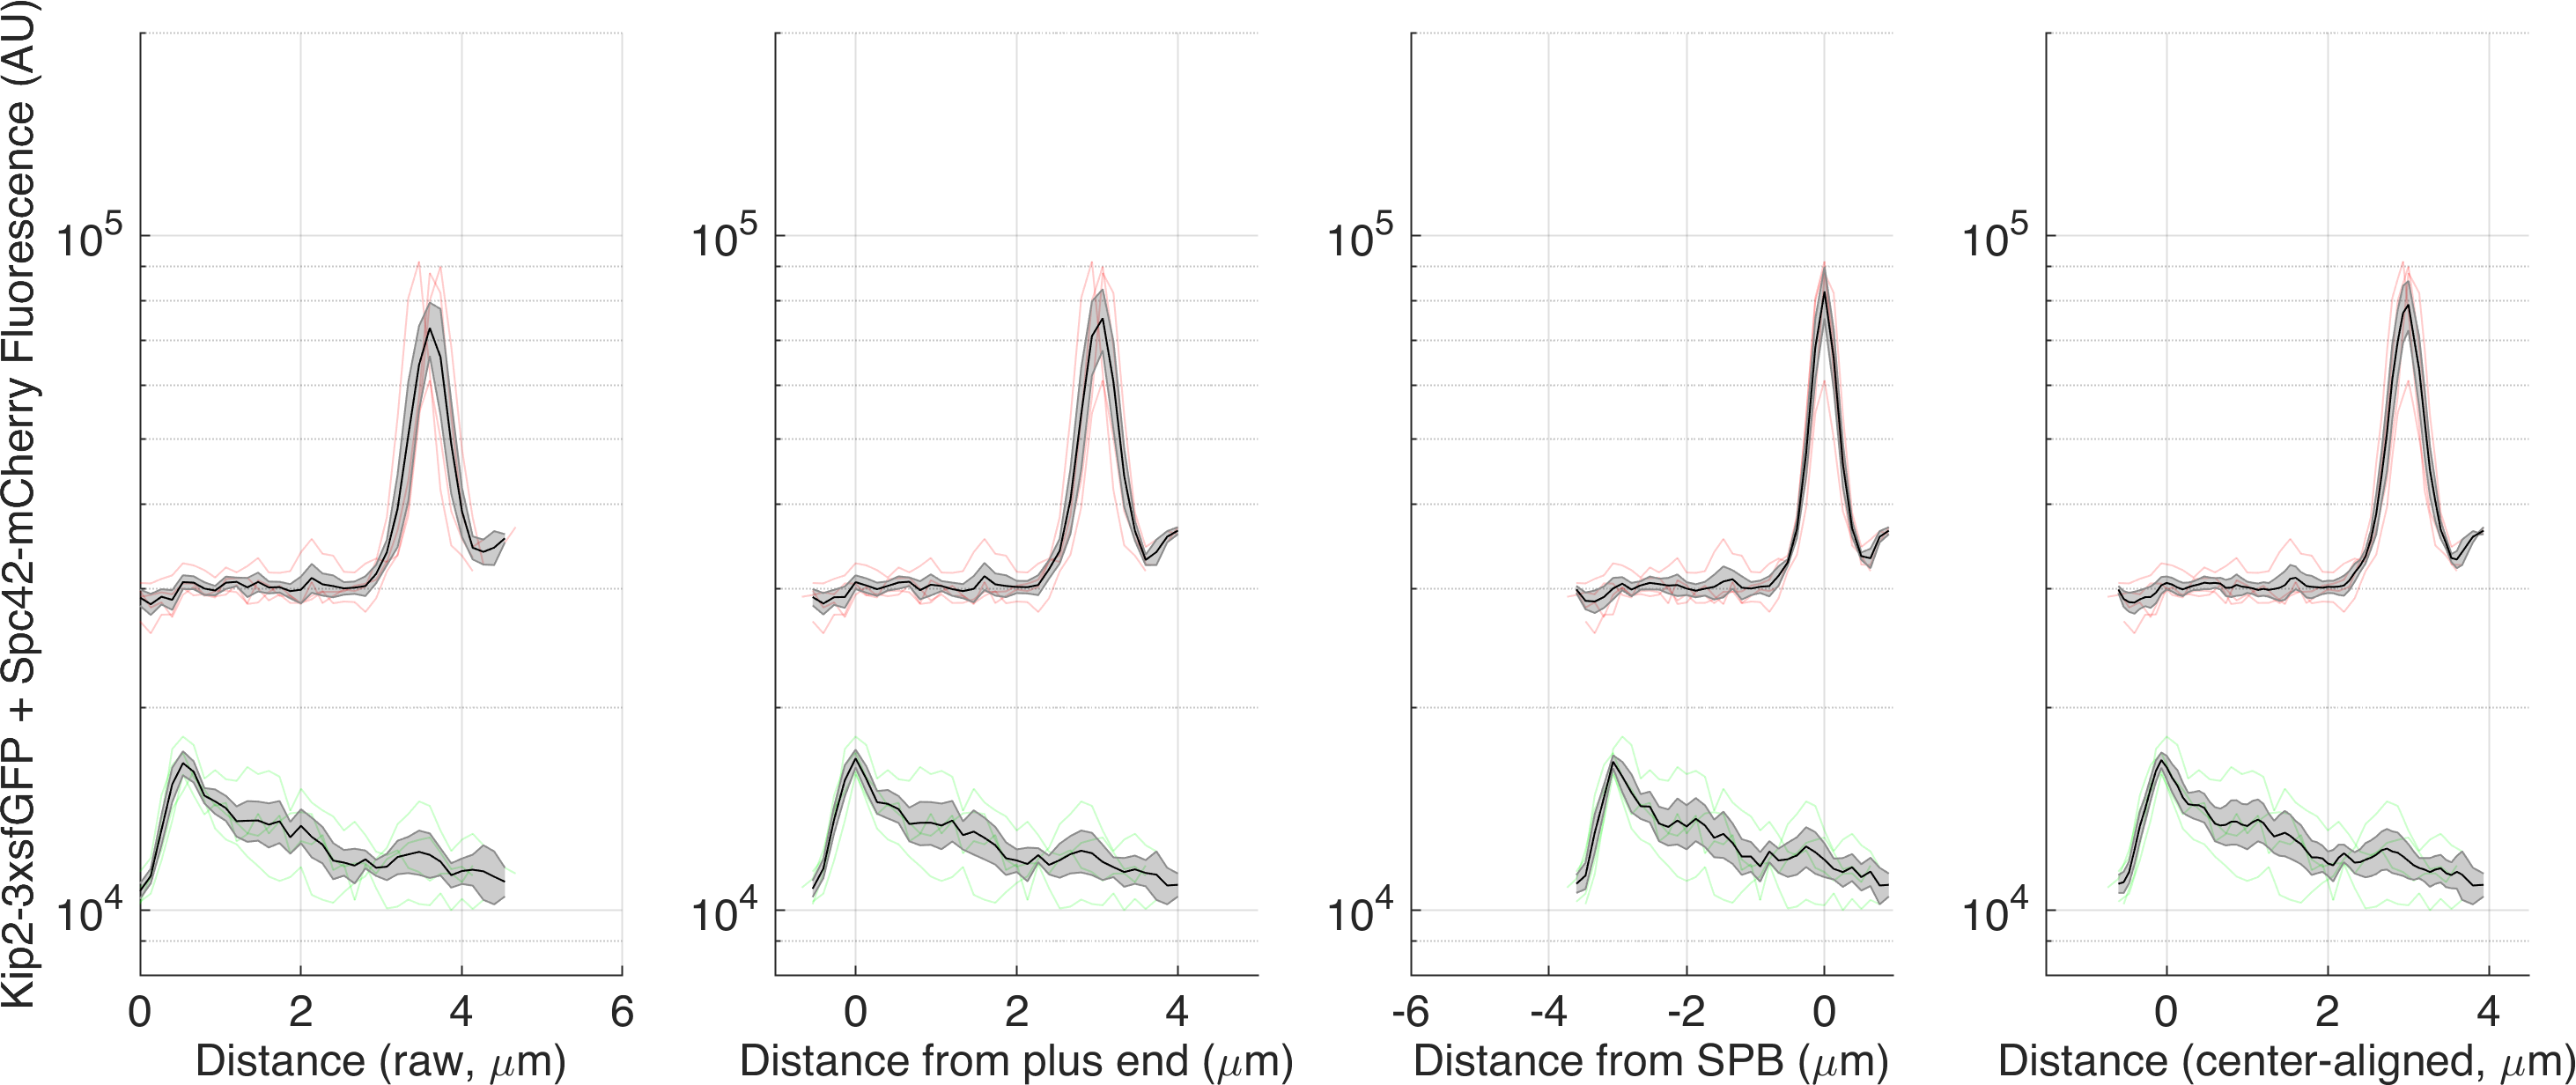 Kip2-3xsfGFP + Spc42-mCherry Fluorescence (AU)
10^5
10^4
0 2 4 6
Distance (raw, μm)
10^5
10^4
0 2 4
Distance from plus end (μm)
10^5
10^4
-6 -4 -2 0
Distance from SPB (μm)
10^5
10^4
0 2 4
Distance (center-aligned, μm)